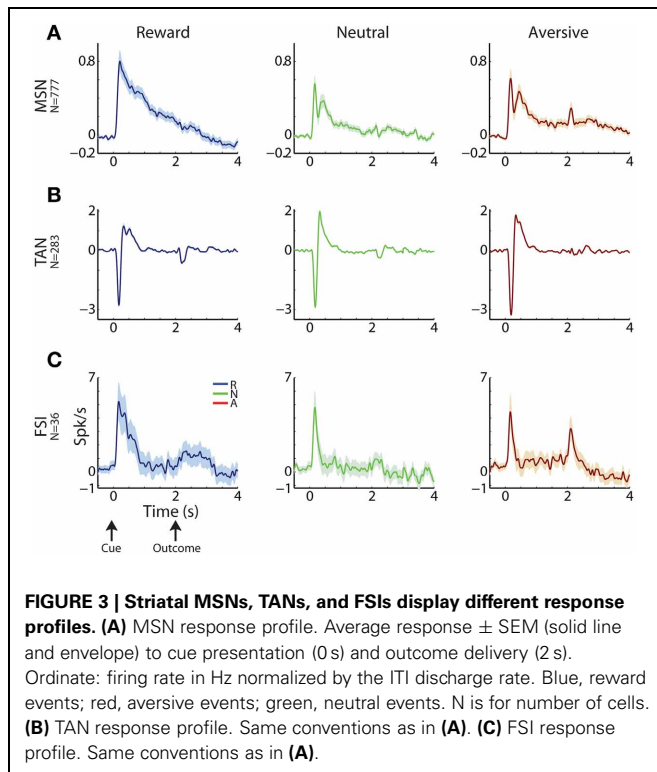 A
Reward
Neutral
Aversive
MSN
N=777
0.8
0
−0.2
0 2 4
0.8
0
−0.2
0 2 4
0.8
0
−0.2
0 2 4
B
TAN
N=283
2
0
−3
0 2 4
2
0
−3
0 2 4
2
0
−3
0 2 4
C
FSI
N=36
Spk/s
7
0
−1
0 2 4
R
N
A
7
0
−1
0 2 4
7
0
−1
0 2 4
Time (s)
Cue
Outcome
FIGURE 3 | Striatal MSNs, TANs, and FSIs display different response
profiles. (A) MSN response profile. Average response ± SEM (solid line
and envelope) to cue presentation (0 s) and outcome delivery (2 s).
Ordinate: firing rate in Hz normalized by the ITI discharge rate. Blue, reward
events; red, aversive events; green, neutral events. N is for number of cells.
(B) TAN response profile. Same conventions as in (A). (C) FSI response
profile. Same conventions as in (A).